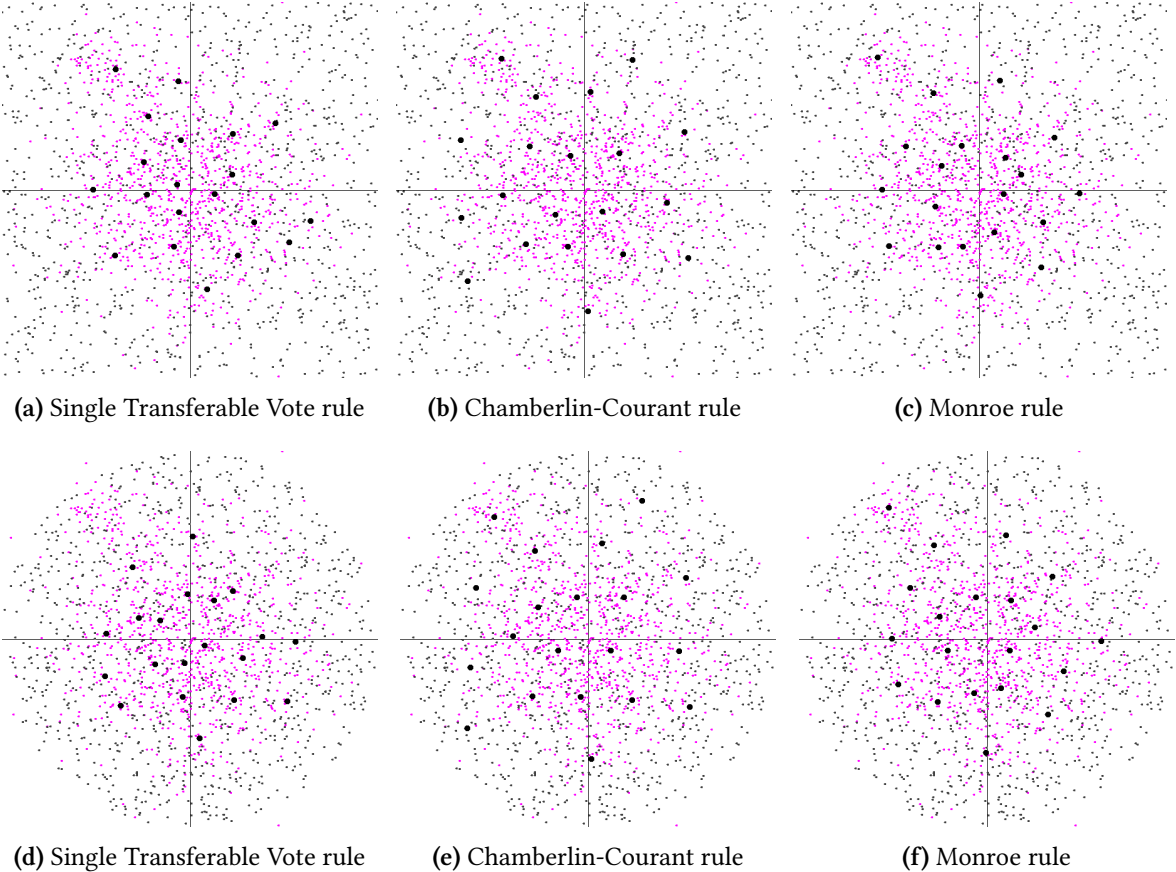 (a) Single Transferable Vote rule
(b) Chamberlin-Courant rule
(c) Monroe rule
(d) Single Transferable Vote rule
(e) Chamberlin-Courant rule
(f) Monroe rule